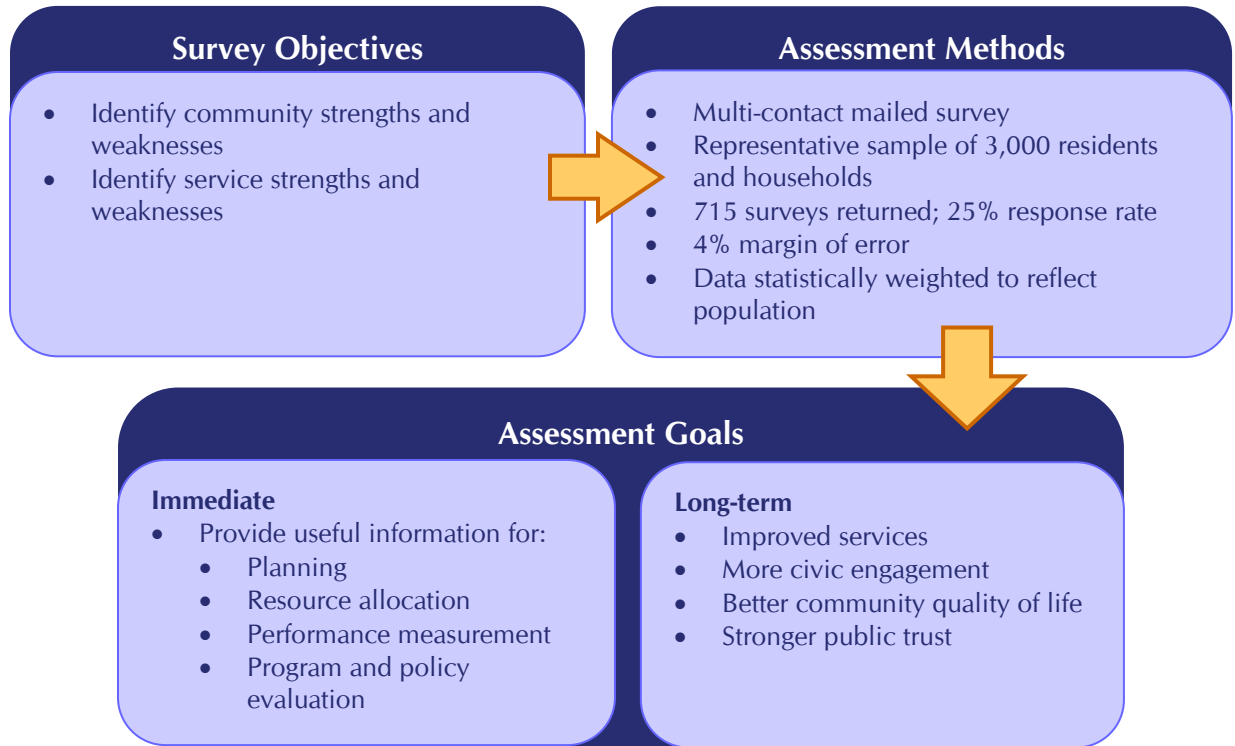 Survey Objectives
• Identify community strengths and
weaknesses
• Identify service strengths and
weaknesses
Assessment Methods
• Multi-contact mailed survey
• Representative sample of 3,000 residents
and households
• 715 surveys returned; 25% response rate
• 4% margin of error
• Data statistically weighted to reflect
population
Assessment Goals
Immediate
• Provide useful information for:
• Planning
• Resource allocation
• Performance measurement
• Program and policy
evaluation
Long-term
• Improved services
• More civic engagement
• Better community quality of life
• Stronger public trust